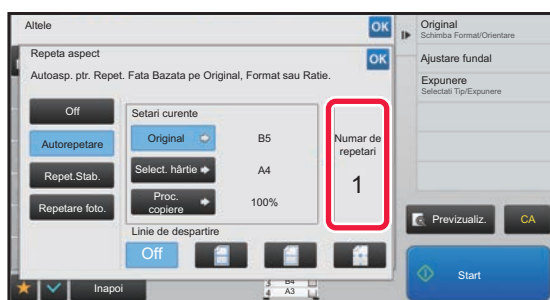 Altele
OK
Repeta aspect
OK
Autoasp. ptr. Repet. Fata Bazata pe Original, Format sau Ratie.
Off
Autorepetare
Repet.Stab.
Repetare foto.
Setari curente
Original
B5
Select. hârtie
A4
Proc.
copiere
100%
Numar de
repetari
1
Linie de despartire
Off
Inapoi
3 B4
4 A3
Original
Schimba Format/Orientare
Ajustare fundal
Expunere
Selectati Tip/Expunere
Previzualiz.
CA
Start